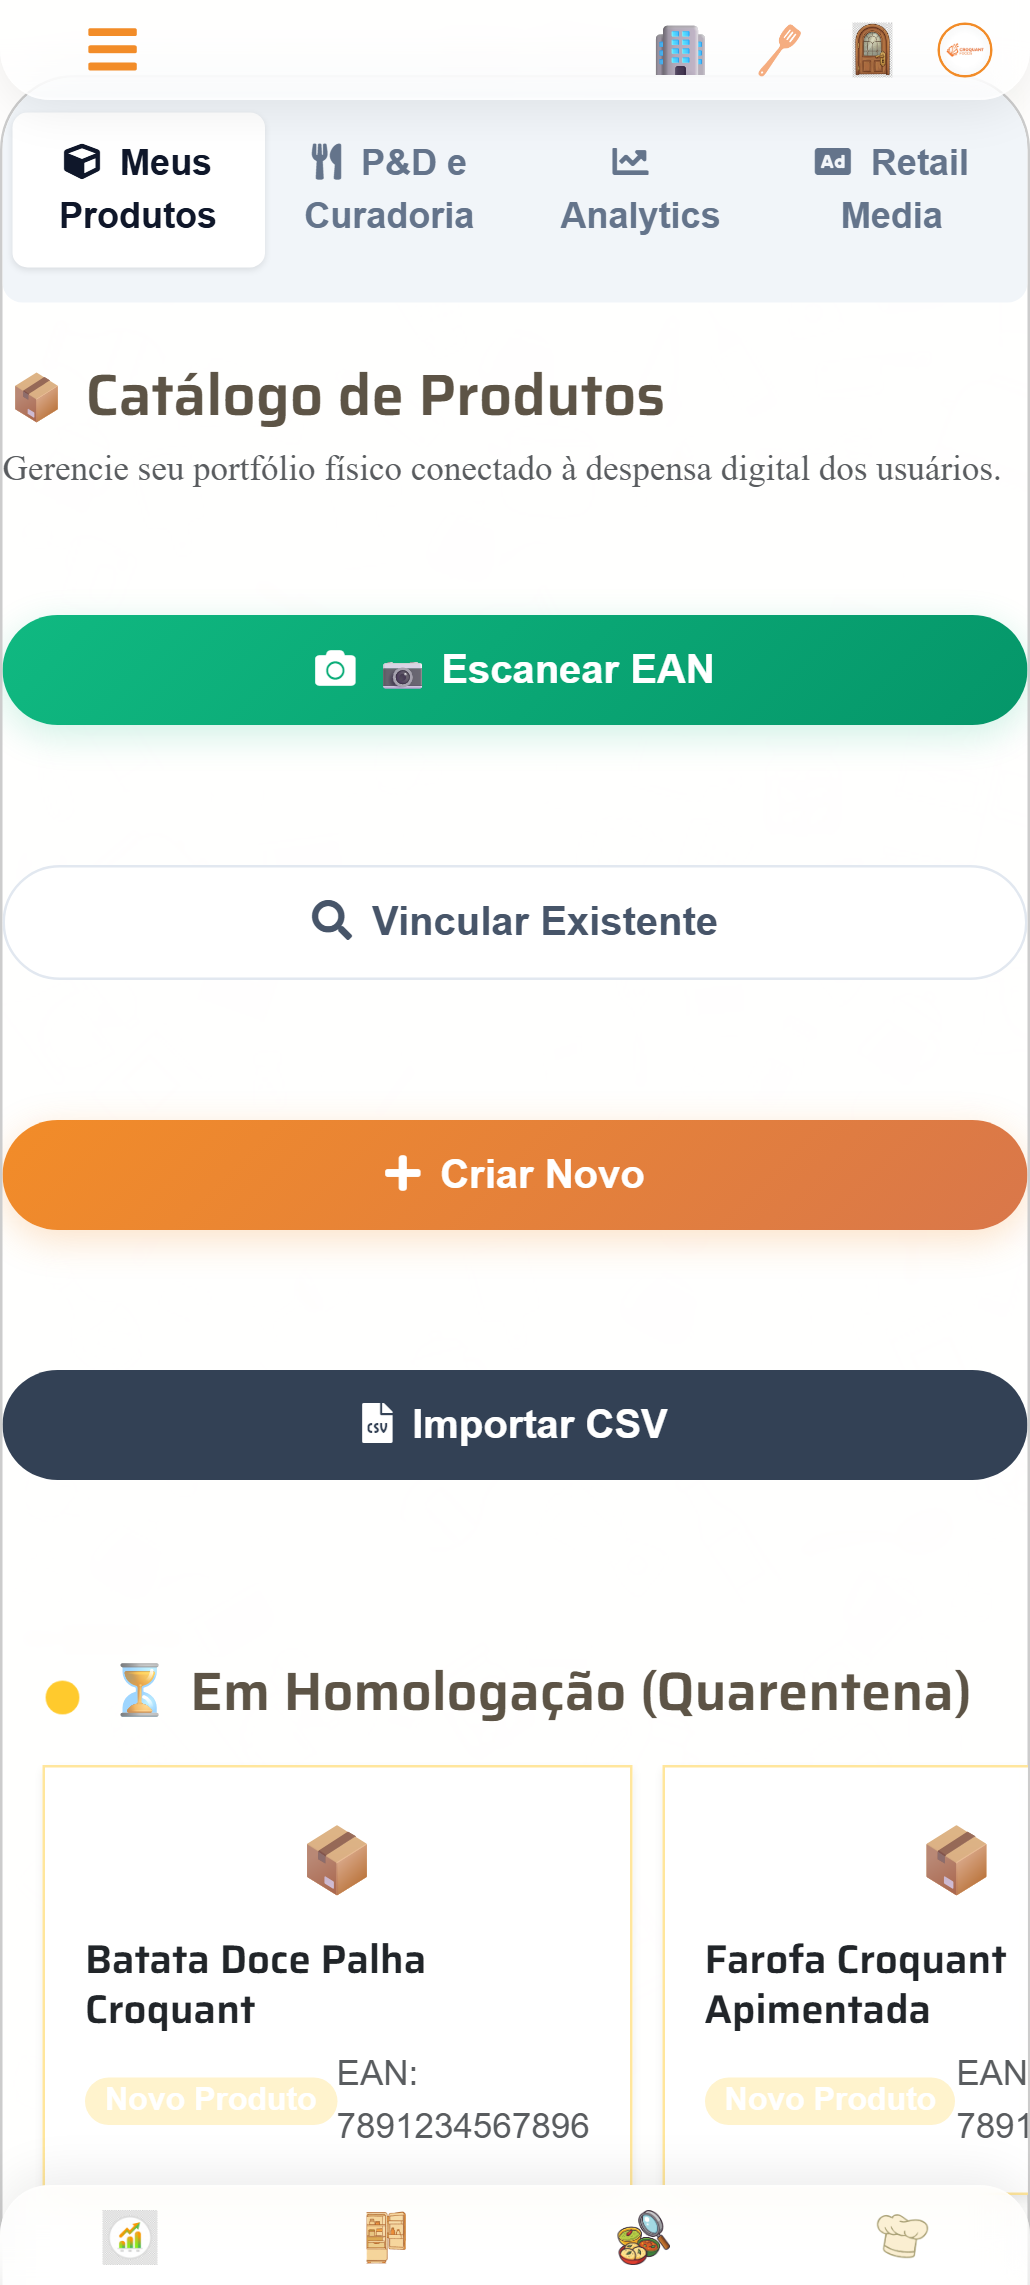 Meus
Produtos
P&D e
Curadoria
Analytics
Ad Retail
Media
Catálogo de Produtos
Gerencie seu portfólio físico conectado à despensa digital dos usuários.
Escanear EAN
Vincular Existente
Criar Novo
CSV Importar CSV
Em Homologação (Quarentena)
Batata Doce Palha
Croquant
Novo Produto
EAN:
7891234567896
Farofa Croquant
Apimentada
Novo Produto
EAN
7891